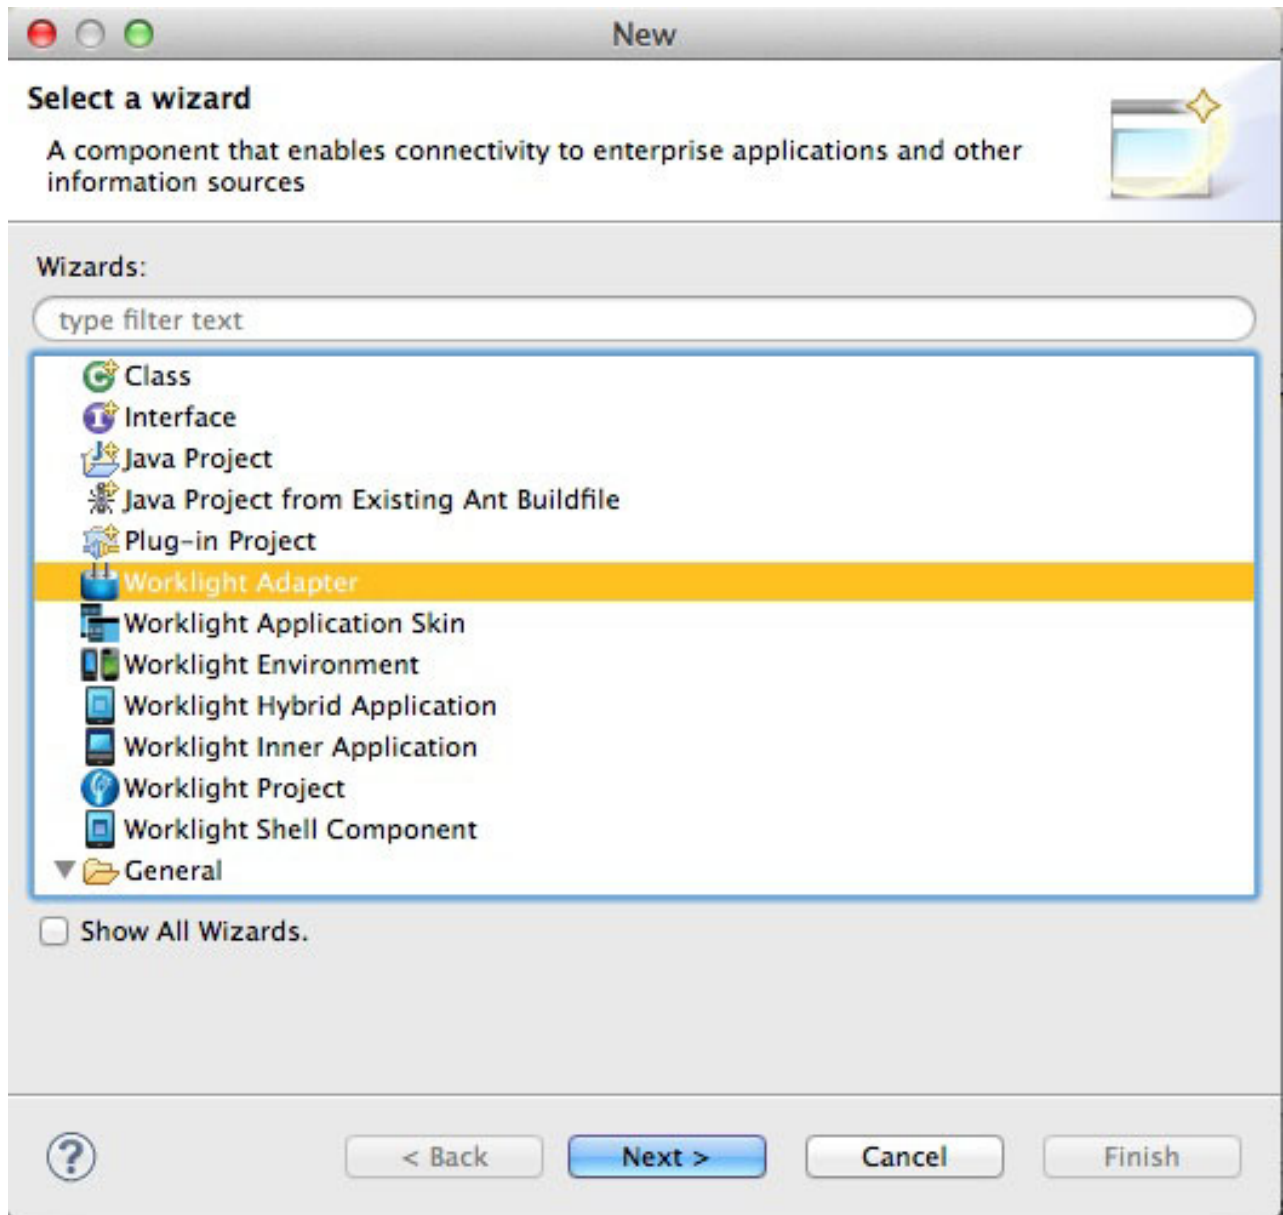 New
Select a wizard
A component that enables connectivity to enterprise applications and other
information sources
Wizards:
type filter text
Class
Interface
Java Project
Java Project from Existing Ant Buildfile
Plug-in Project
Worklight Adapter
Worklight Application Skin
Worklight Environment
Worklight Hybrid Application
Worklight Inner Application
Worklight Project
Worklight Shell Component
General
Show All Wizards.
? < Back Next > Cancel Finish